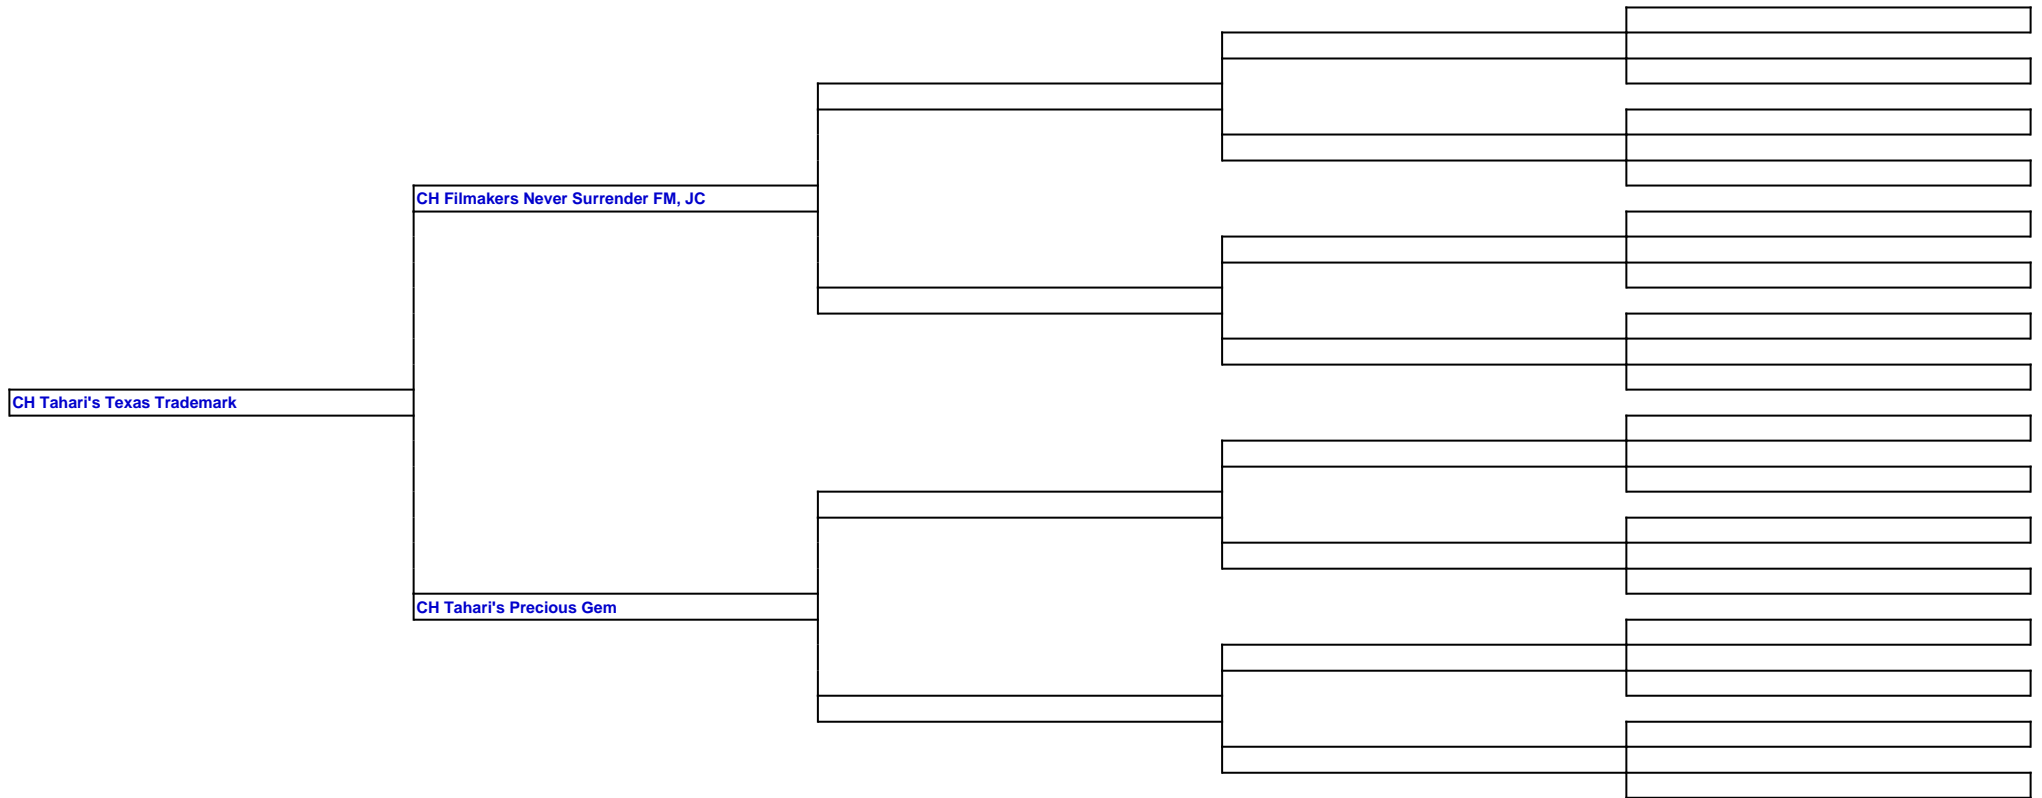 CH Filmakers Never Surrender FM, JC
CH Tahari's Texas Trademark
CH Tahari's Precious Gem